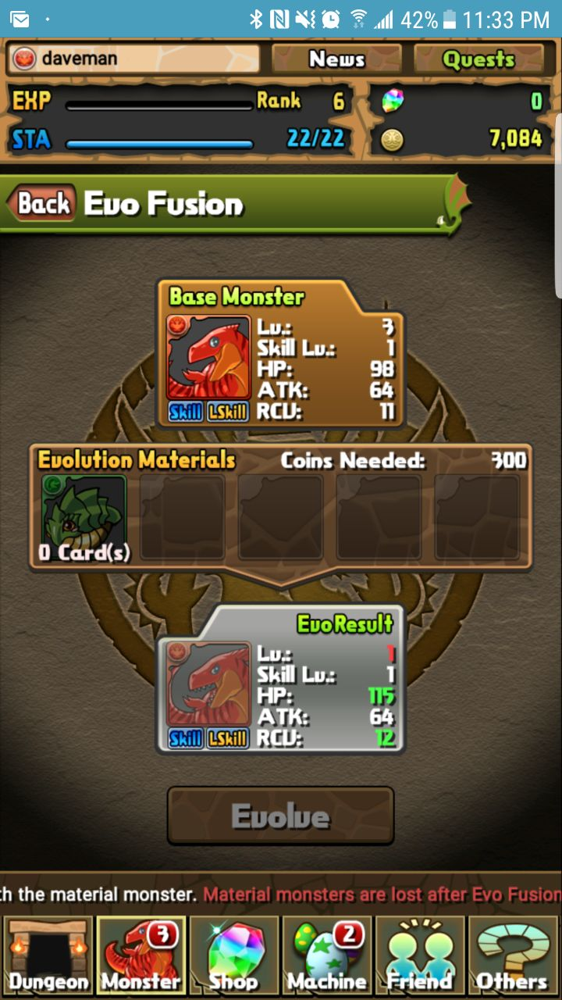 42% 11:33 PM
daveman News Quests
EXP Rank 6 0
STA 22/22 7,084
Back Evo Fusion
Base Monster
Lv.: 3
Skill Lv.: 1
HP: 98
ATK: 64
RCV: 11
Skill LSkill
Evolution Materials Coins Needed: 300
0 Card(s)
EvoResult
Lv.: 1
Skill Lv.: 1
HP: 115
ATK: 64
RCV: 12
Skill LSkill
Evolve
th the material monster. Material monsters are lost after Evo Fusion
3 2
Dungeon Monster Shop Machine Friend Others